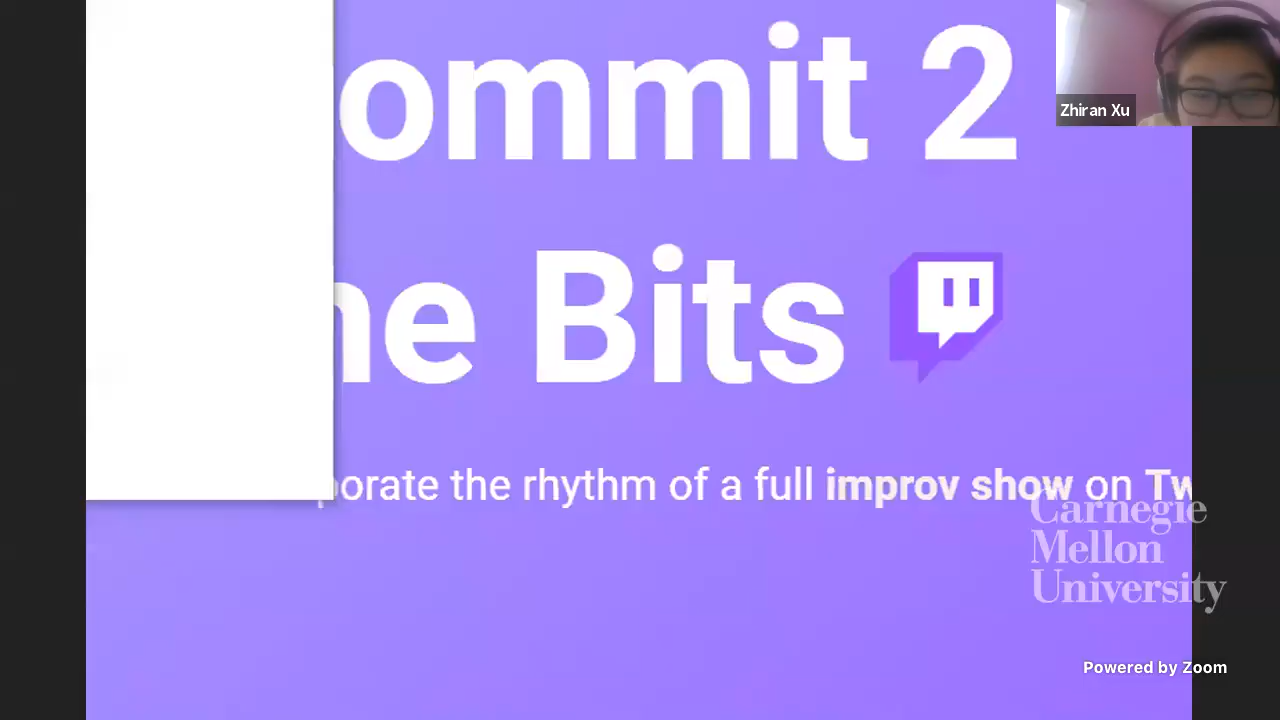 ommit 2
Zhiran Xu
he Bits
porate the rhythm of a full improv show on Tw
Carnegie
Mellon
University
Powered by Zoom